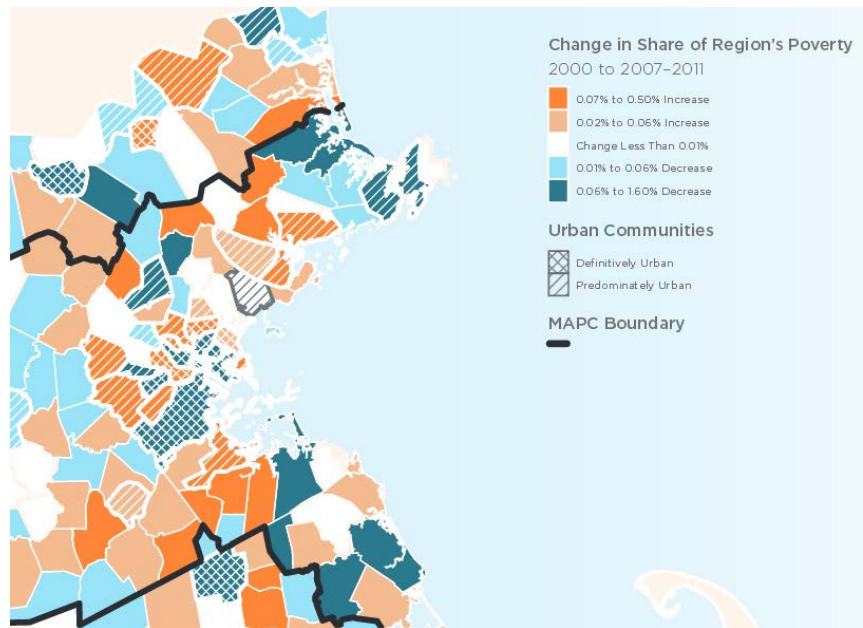 Change in Share of Region's Poverty
2000 to 2007–2011
0.07% to 0.50% Increase
0.02% to 0.06% Increase
Change Less Than 0.01%
0.01% to 0.06% Decrease
0.06% to 1.60% Decrease
Urban Communities
Definitively Urban
Predominately Urban
MAPC Boundary